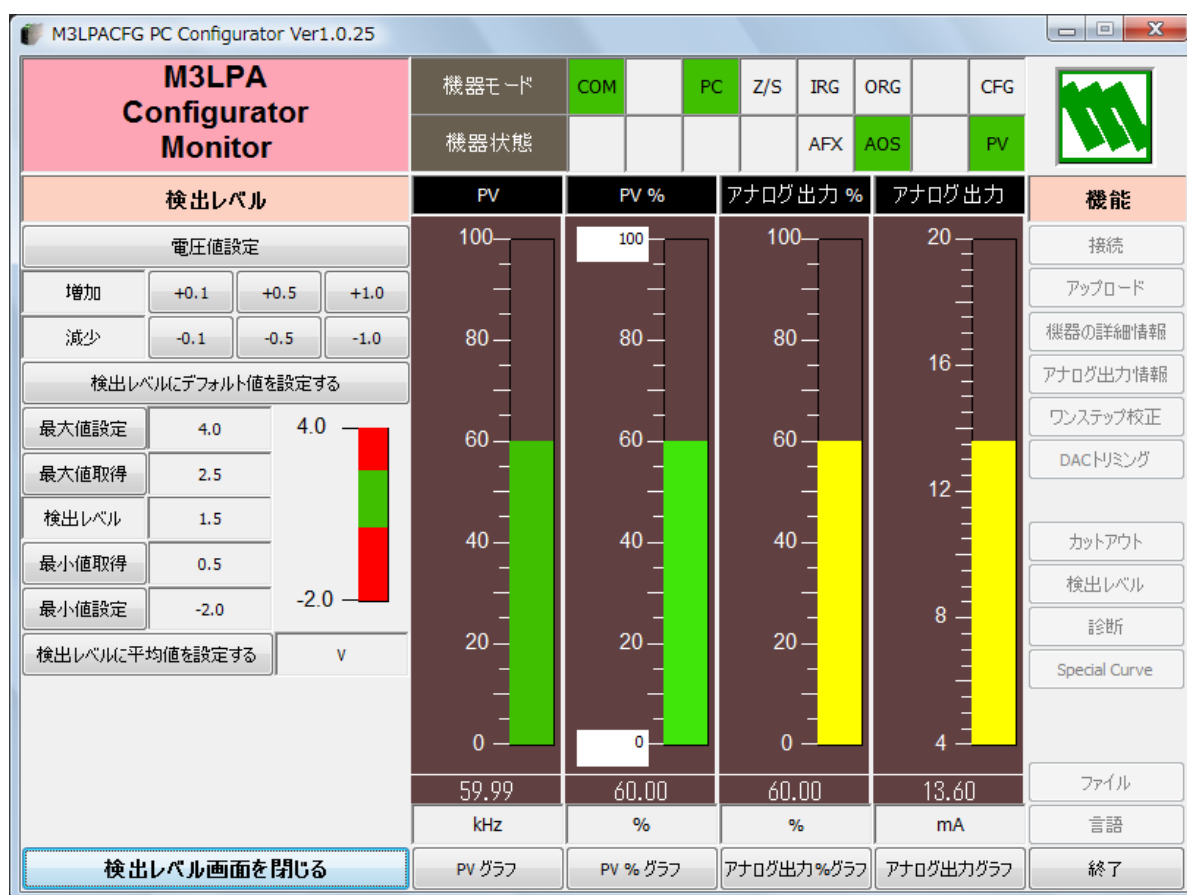 M3LPACFG PC Configurator Ver1.0.25
M3LPA
Configurator
Monitor
機器モード COM PC Z/S IRG ORG CFG
機器状態 AFX AOS PV
検出レベル
電圧値設定
増加 +0.1 +0.5 +1.0
減少 -0.1 -0.5 -1.0
検出レベルにデフォルト値を設定する
最大値設定 4.0
最大値取得 2.5
検出レベル 1.5
最小値取得 0.5
最小値設定 -2.0
4.0
-2.0
検出レベルに平均値を設定する V
検出レベル画面を閉じる
PV
100
80
60
40
20
0
59.99
kHz
PV グラフ
PV %
100
80
60
40
20
0
60.00
%
PV % グラフ
アナログ出力 %
100
80
60
40
20
0
60.00
%
アナログ出力%グラフ
アナログ出力
20
16
12
8
4
13.60
mA
アナログ出力グラフ
機能
接続
アップロード
機器の詳細情報
アナログ出力情報
ワンステップ校正
DACトリミング
カットアウト
検出レベル
診断
Special Curve
ファイル
言語
終了